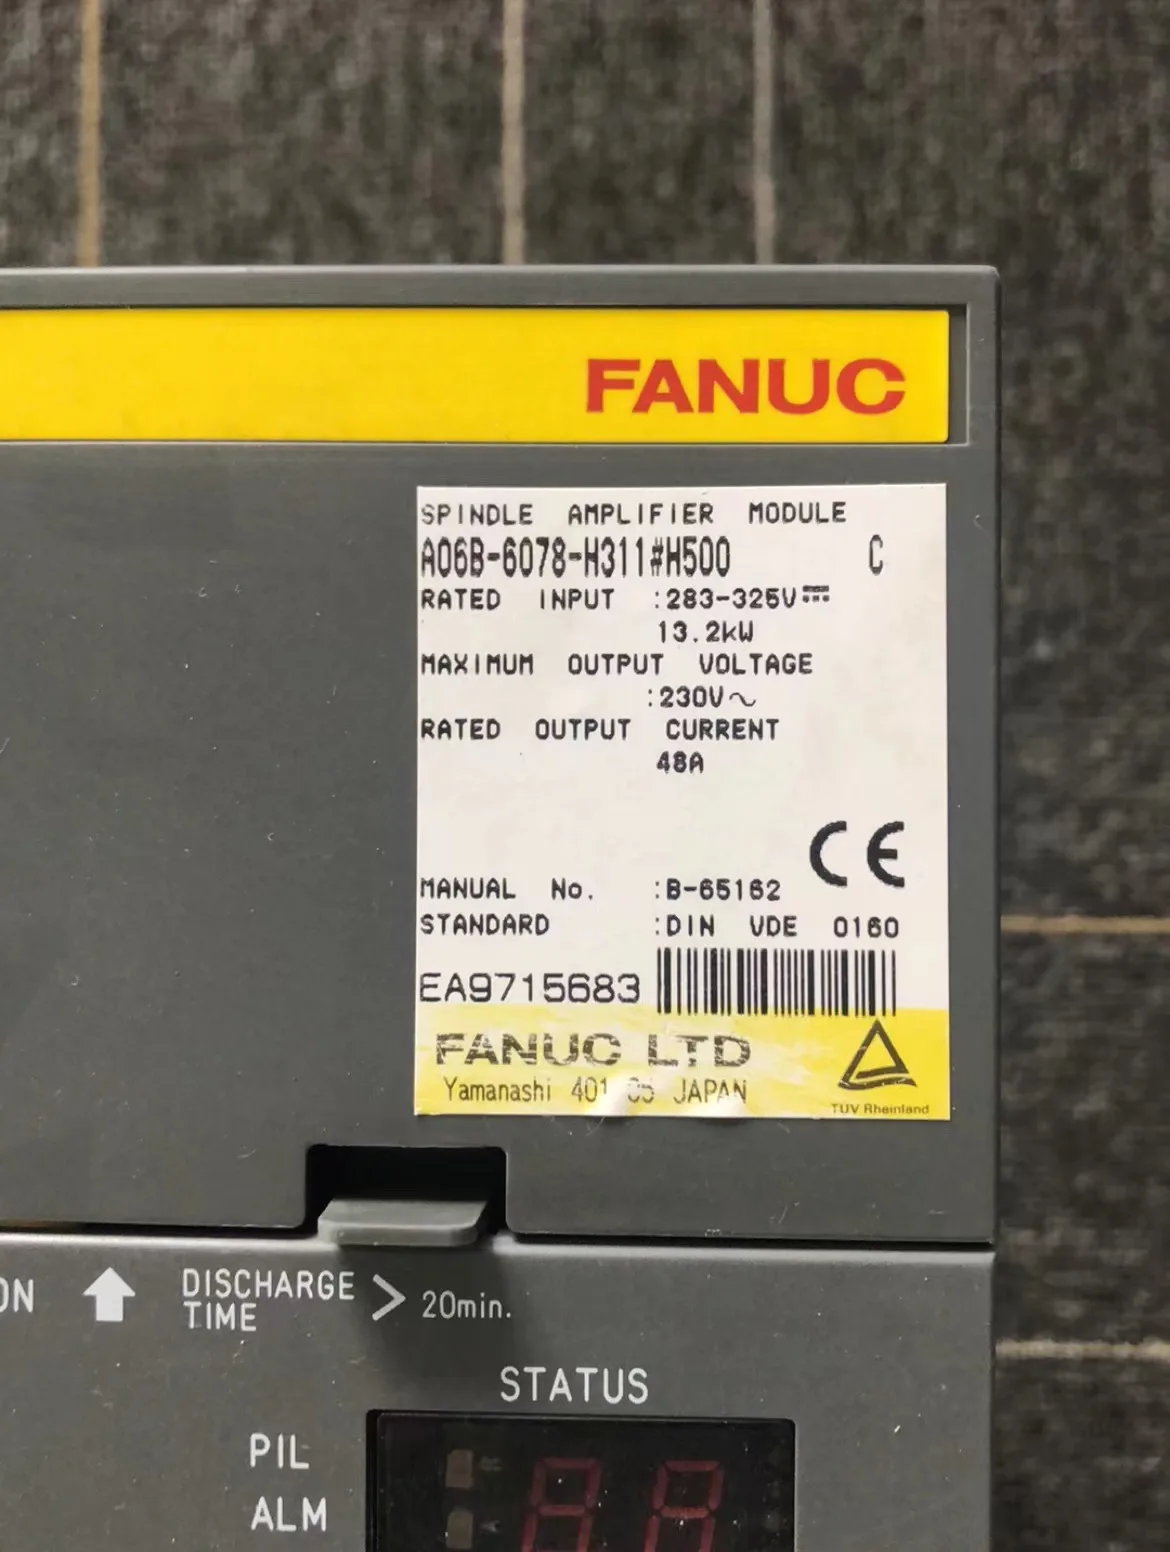 FANUC
SPINDLE AMPLIFIER MODULE
A06B-6078-H311#H500 C
RATED INPUT :283-325V⎓
13.2kW
MAXIMUM OUTPUT VOLTAGE
:230V~
RATED OUTPUT CURRENT
48A
CE
MANUAL No. :B-65162
STANDARD :DIN VDE 0160
EA9715683
FANUC LTD
Yamanashi JAPAN
TÜV Rheinland
DISCHARGE
TIME > 20min.
STATUS
PIL
ALM